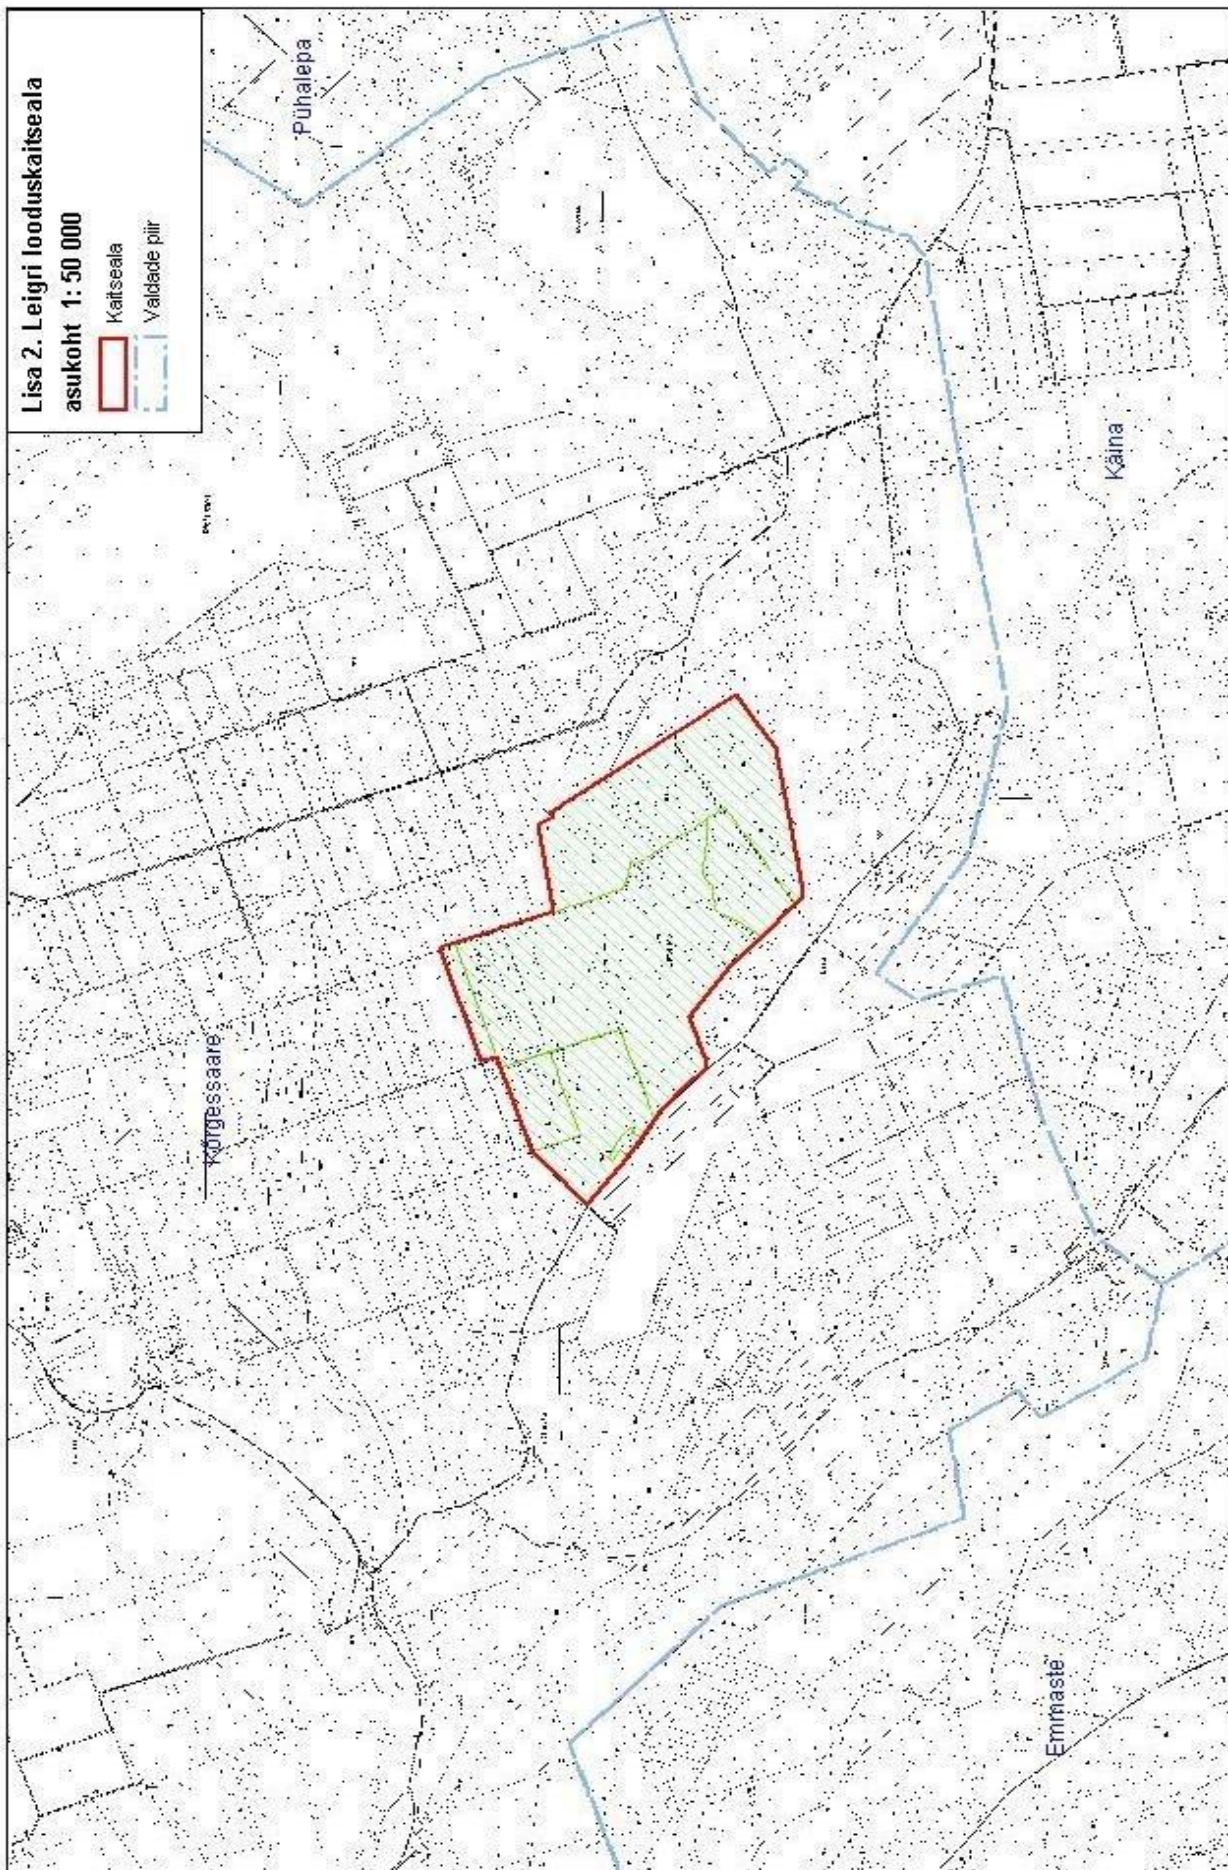 Lisa 2. Leigri looduskaitseala
asukoht 1: 50 000
Kaitseala
Valdade piir
Pühalepa
Kõrgessaare
Käina
Emmaste